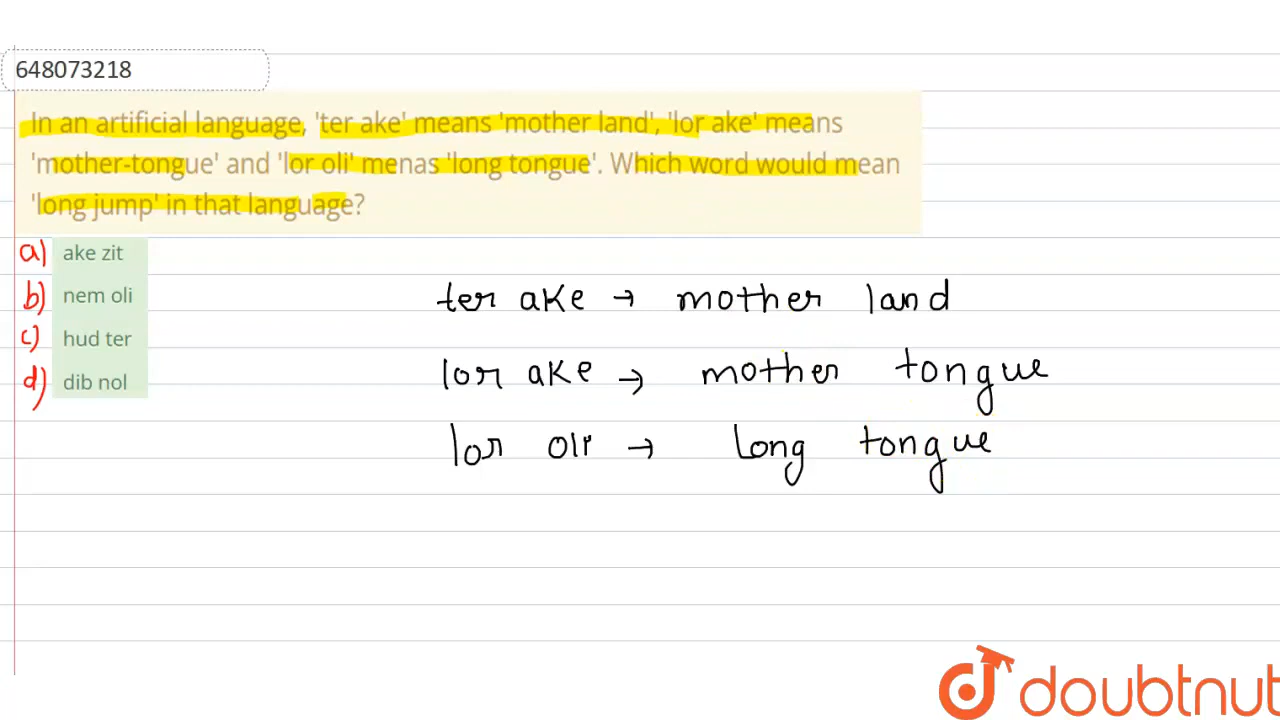 648073218
In an artificial language, 'ter ake' means 'mother land', 'lor ake' means
'mother-tongue' and 'lor oli' menas 'long tongue'. Which word would mean
'long jump' in that language?
a) ake zit
b) nem oli
c) hud ter
d) dib nol
ter ake → mother land
lor ake → mother tongue
lor oli → Long tongue
doubtnut